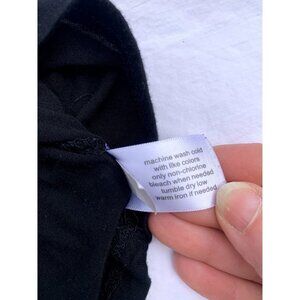 machine wash cold
with like colors
only non-chlorine
bleach when needed
tumble dry low
warm iron if needed